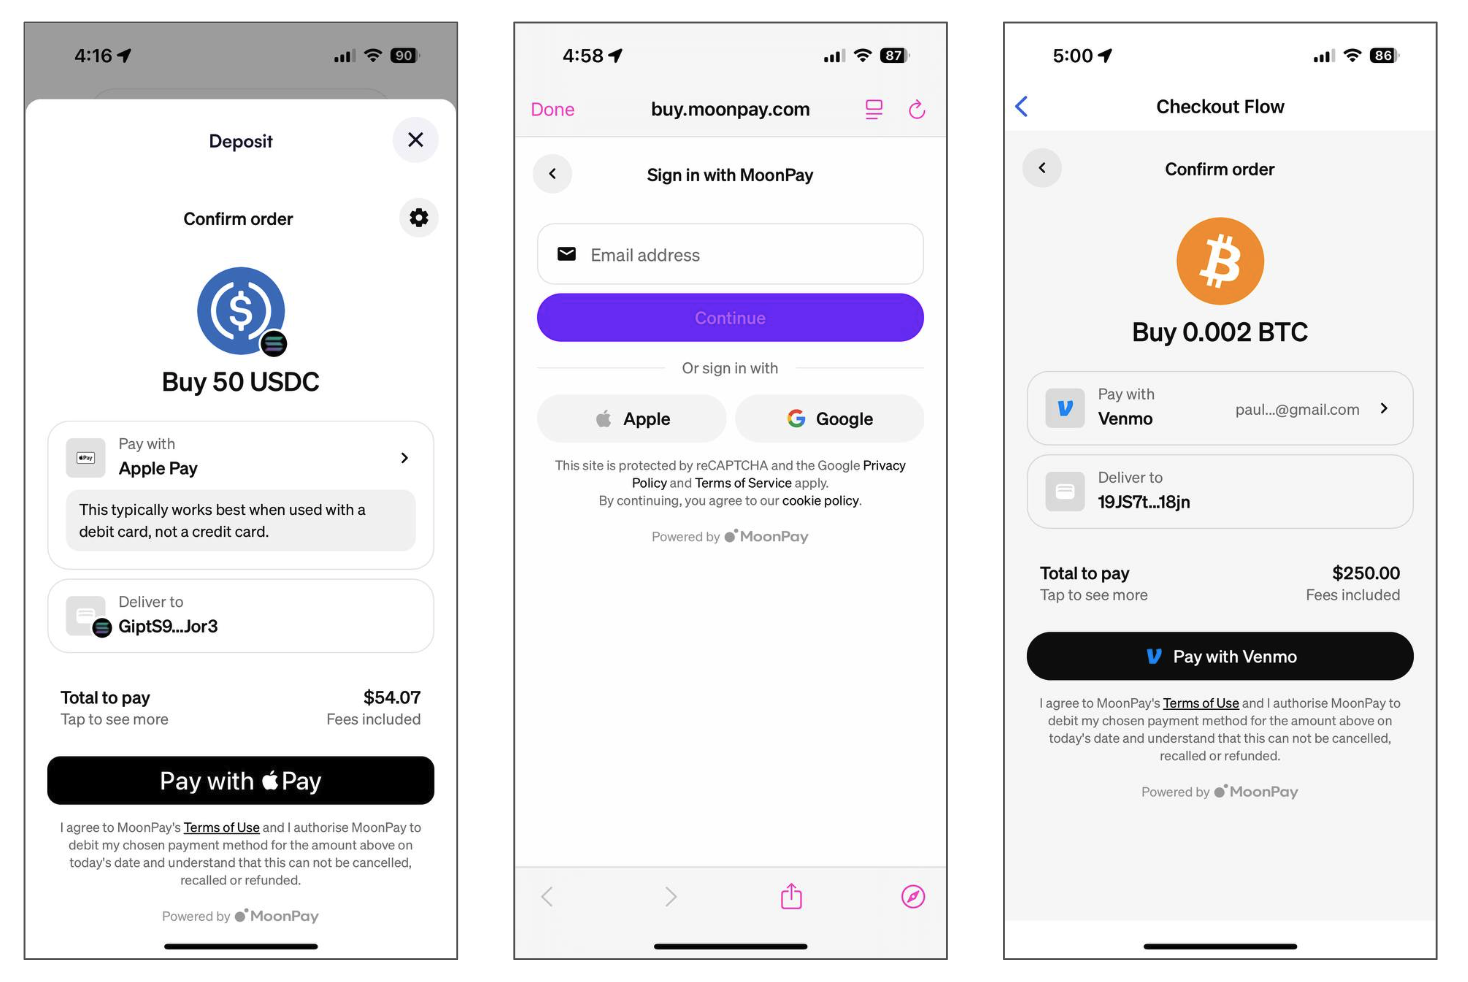 4:16
90
Deposit
Confirm order
Buy 50 USDC
Pay with
Apple Pay
This typically works best when used with a
debit card, not a credit card.
Deliver to
GiptS9...Jor3
Total to pay
$54.07
Tap to see more
Fees included
Pay with Pay
I agree to MoonPay's Terms of Use and I authorise MoonPay to
debit my chosen payment method for the amount above on
today's date and understand that this can not be cancelled,
recalled or refunded.
Powered by MoonPay
4:58
87
Done
buy.moonpay.com
Sign in with MoonPay
Email address
Continue
Or sign in with
Apple
Google
This site is protected by reCAPTCHA and the Google Privacy
Policy and Terms of Service apply.
By continuing, you agree to our cookie policy.
Powered by MoonPay
5:00
86
Checkout Flow
Confirm order
Buy 0.002 BTC
Pay with
Venmo
paul...@gmail.com
Deliver to
19JS7t...18jn
Total to pay
$250.00
Tap to see more
Fees included
Pay with Venmo
I agree to MoonPay's Terms of Use and I authorise MoonPay to
debit my chosen payment method for the amount above on
today's date and understand that this can not be cancelled,
recalled or refunded.
Powered by MoonPay